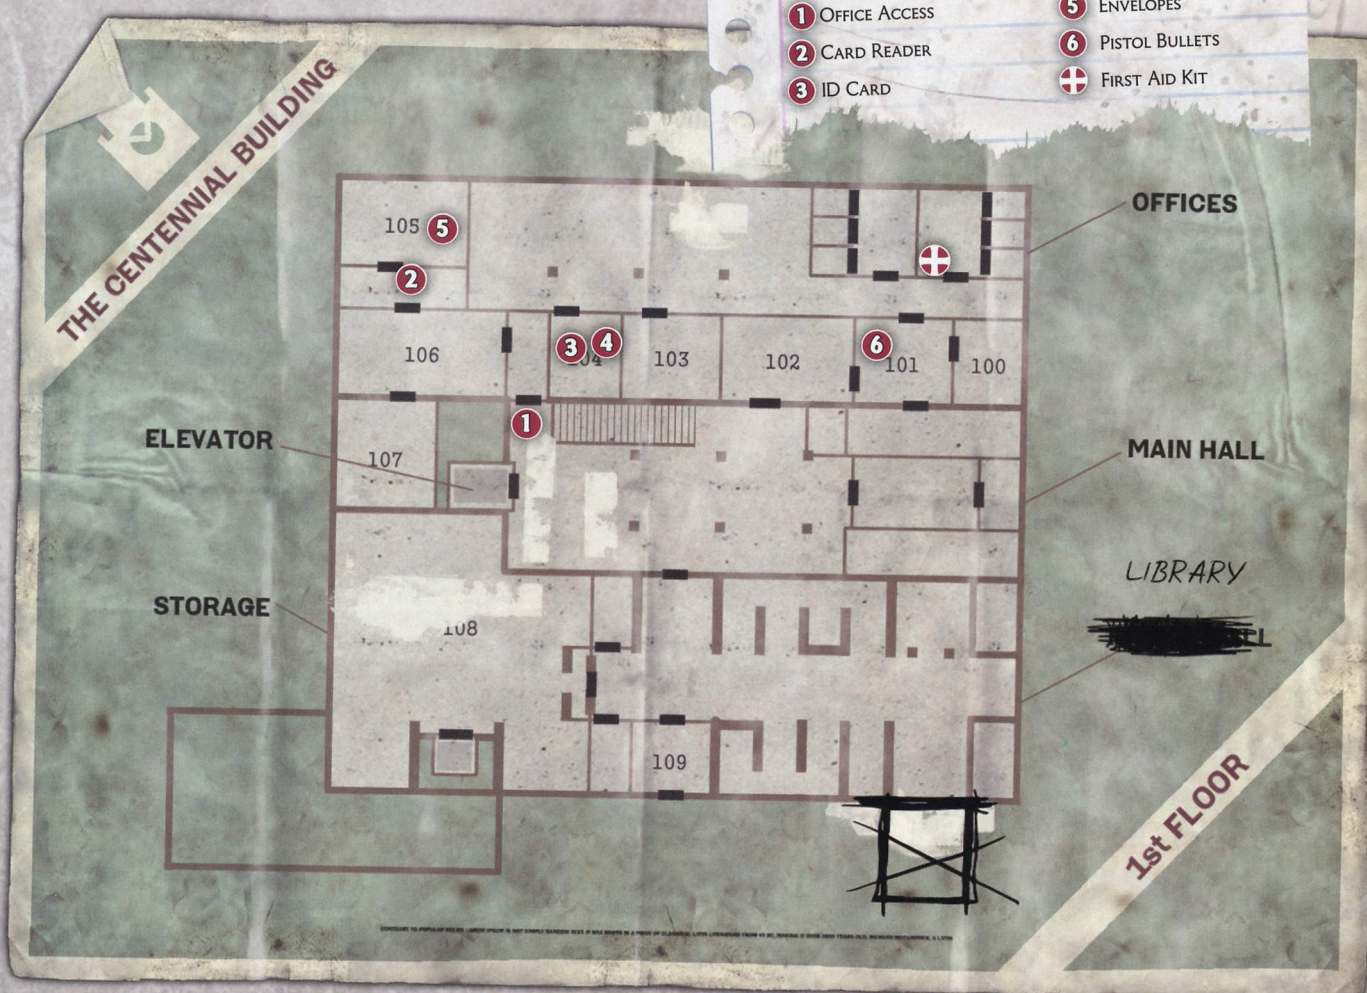 1 OFFICE ACCESS
5 ENVELOPES
2 CARD READER
6 PISTOL BULLETS
3 ID CARD
FIRST AID KIT
THE CENTENNIAL BUILDING
OFFICES
105 5
2
106
3 4
103
102
6
101
100
1
ELEVATOR
107
MAIN HALL
LIBRARY
STORAGE
108
109
1st FLOOR